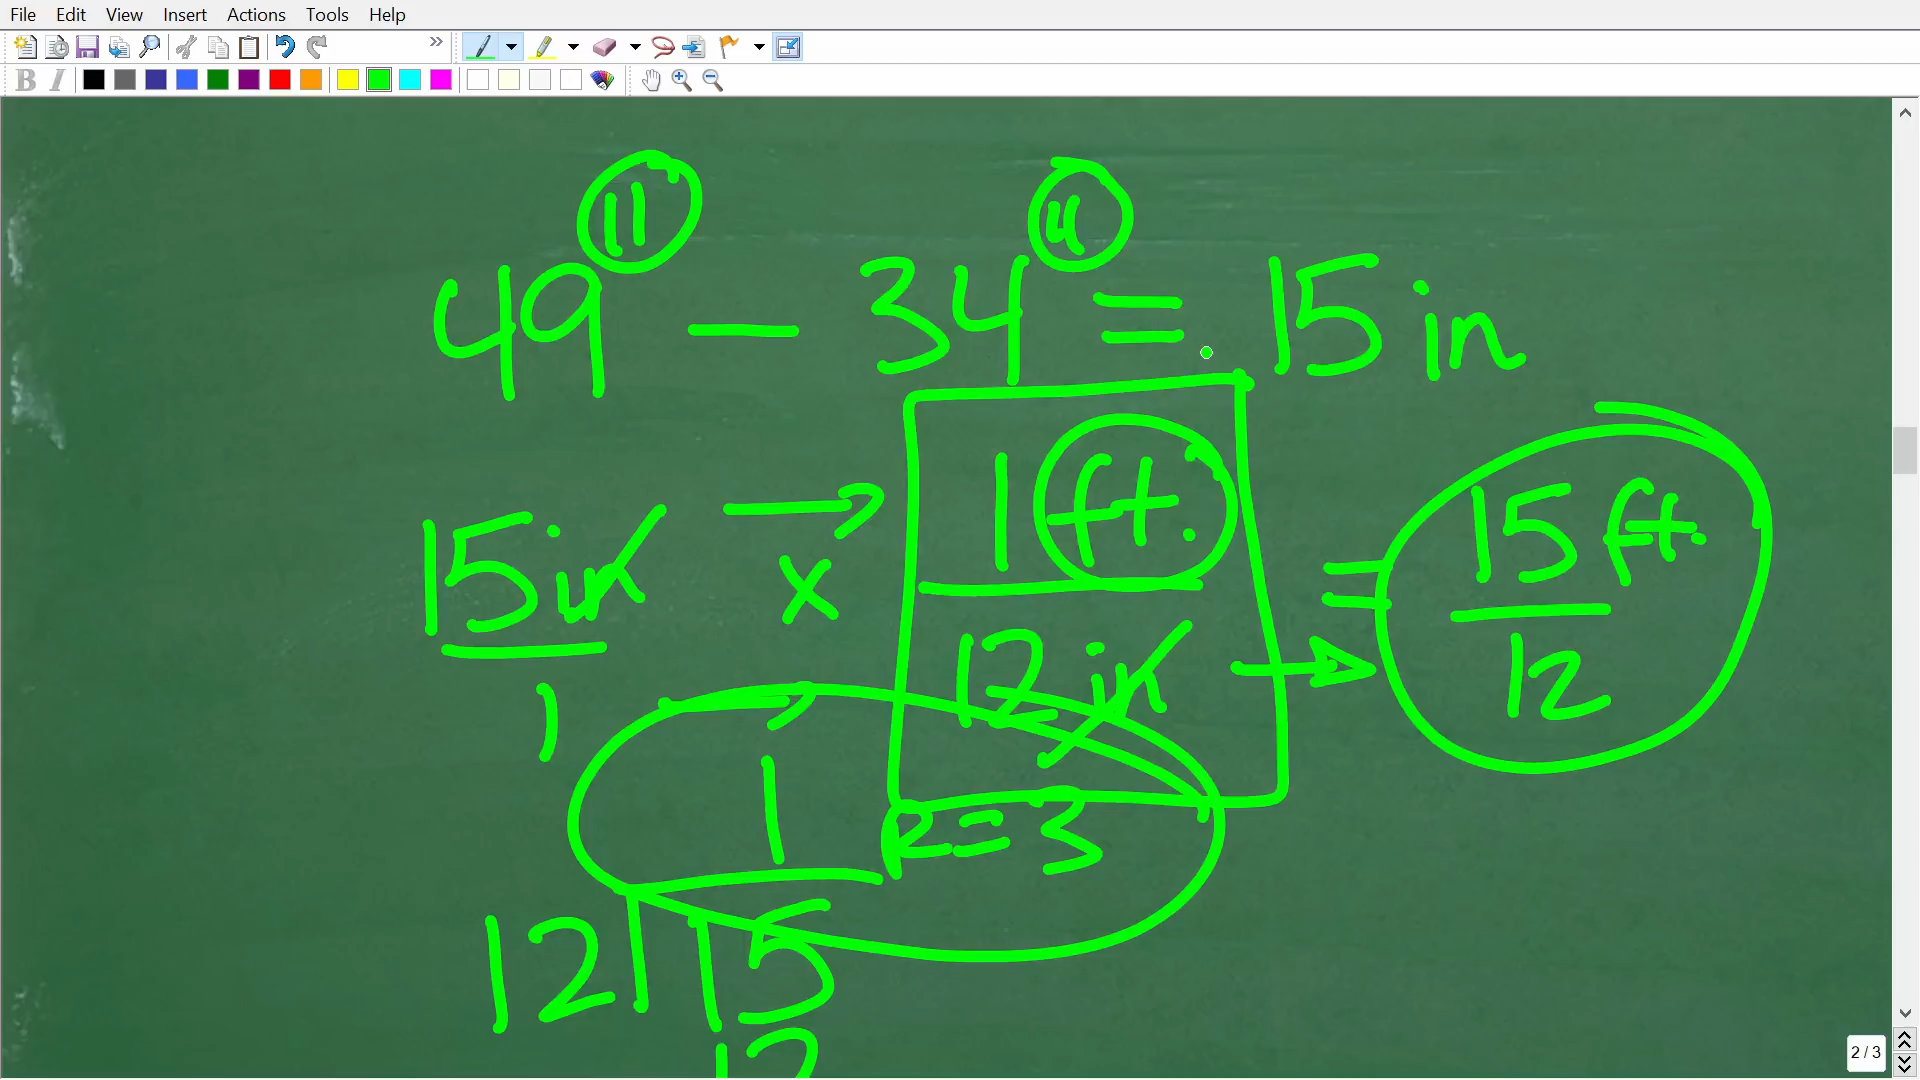 File Edit View Insert Actions Tools Help
B I
11 4
49 - 34 = 15 in
15 in x 1 ft. = 15 ft.
1 12 in 12
1 R = 3
12 15
12
2 / 3